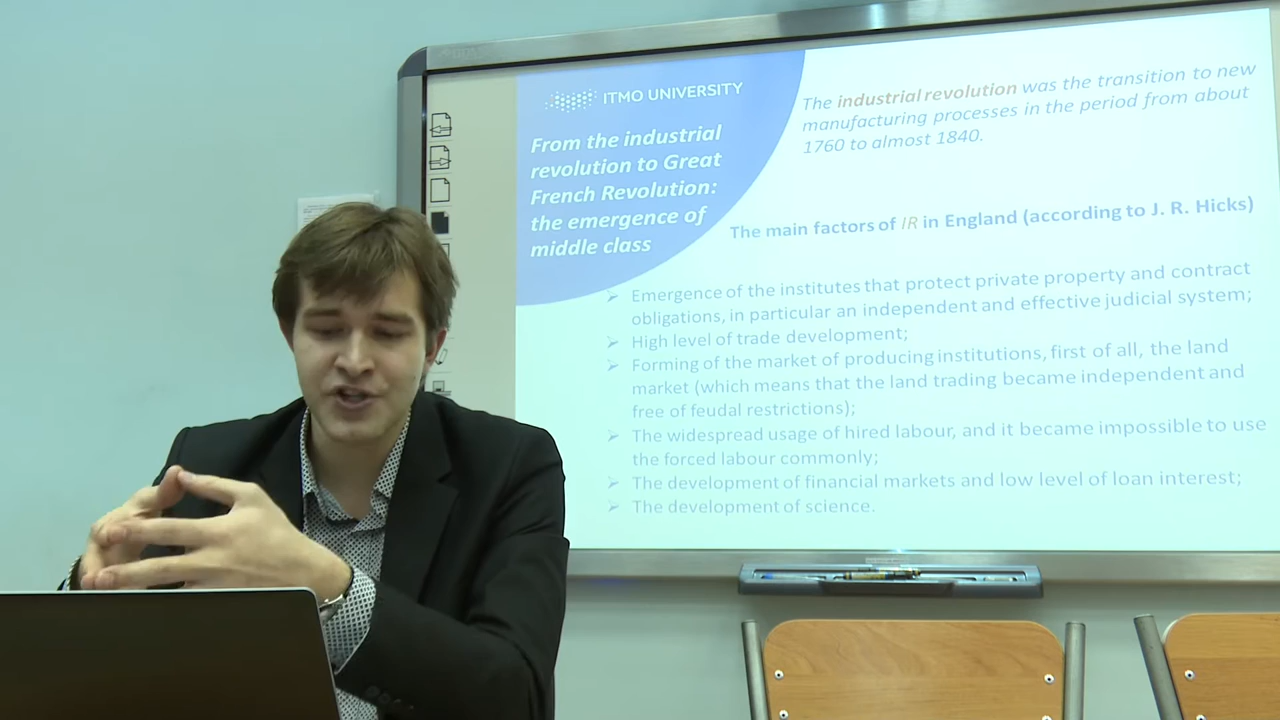 ITMO UNIVERSITY
From the industrial
revolution to Great
French Revolution:
the emergence of
middle class
The industrial revolution was the transition to new
manufacturing processes in the period from about
1760 to almost 1840.
The main factors of IR in England (according to J. R. Hicks)
➢ Emergence of the institutes that protect private property and contract
obligations, in particular an independent and effective judicial system;
➢ High level of trade development;
➢ Forming of the market of producing institutions, first of all, the land
market (which means that the land trading became independent and
free of feudal restrictions);
➢ The widespread usage of hired labour, and it became impossible to use
the forced labour commonly;
➢ The development of financial markets and low level of loan interest;
➢ The development of science.